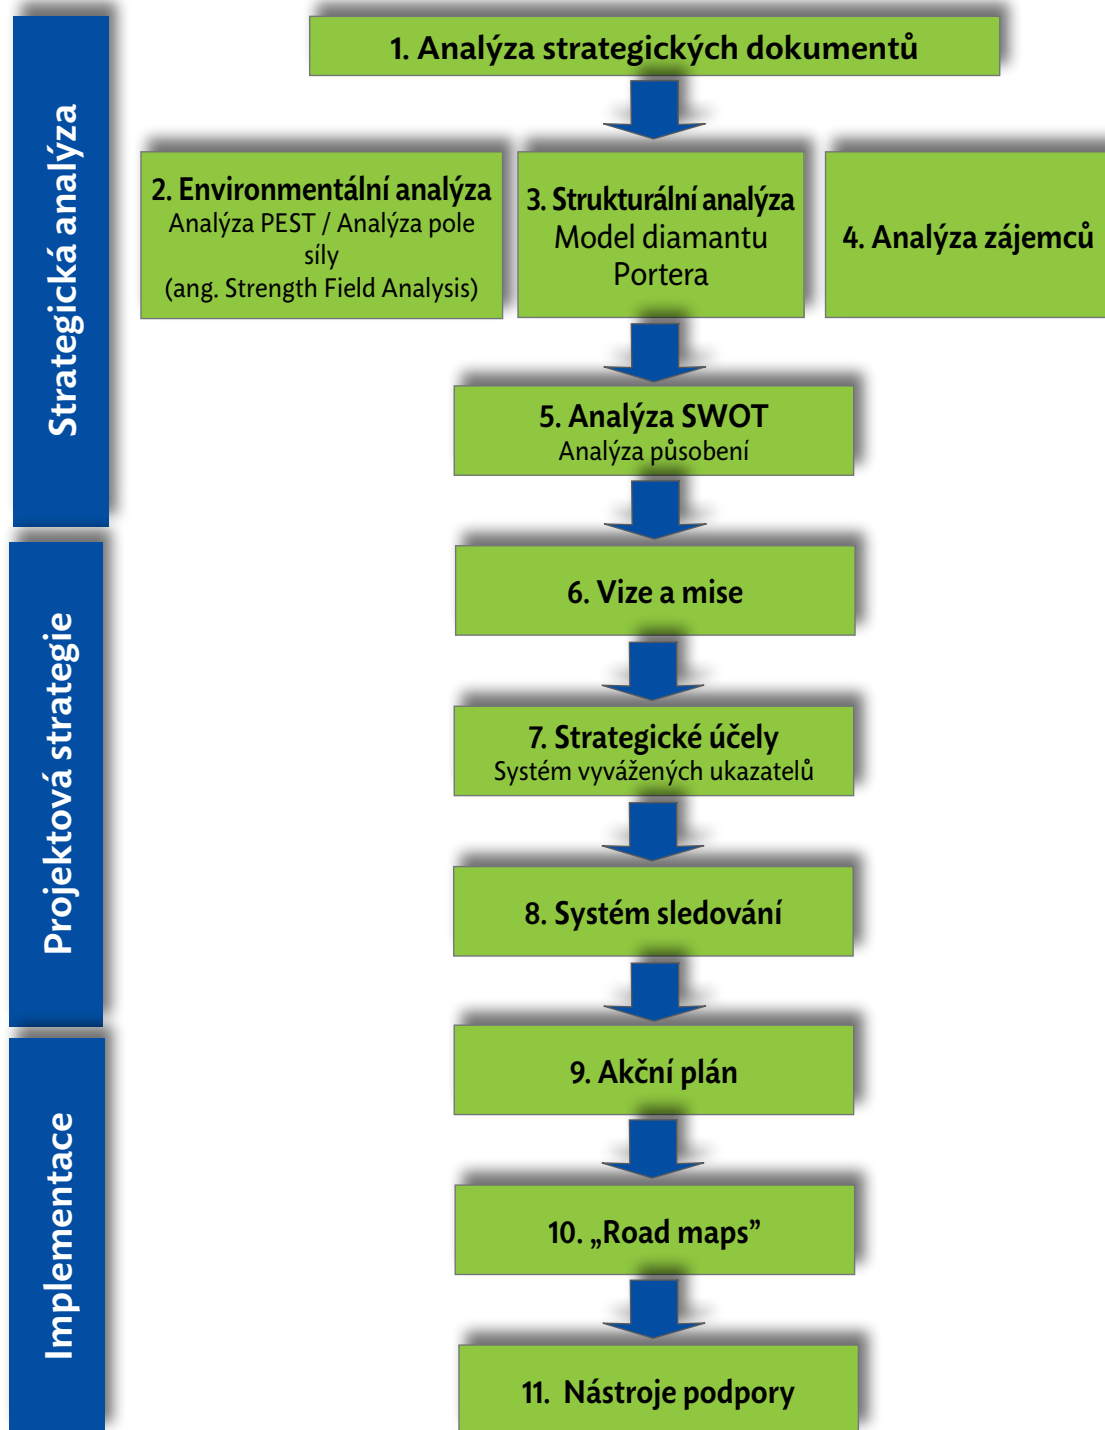 Strategická analýza
1. Analýza strategických dokumentů
2. Environmentální analýza
Analýza PEST / Analýza pole
síly
(ang. Strength Field Analysis)
3. Strukturální analýza
Model diamantu
Portera
4. Analýza zájemců
5. Analýza SWOT
Analýza působení
Projektová strategie
6. Vize a mise
7. Strategické účely
Systém vyvážených ukazatelů
8. Systém sledování
Implementace
9. Akční plán
10. „Road maps”
11. Nástroje podpory